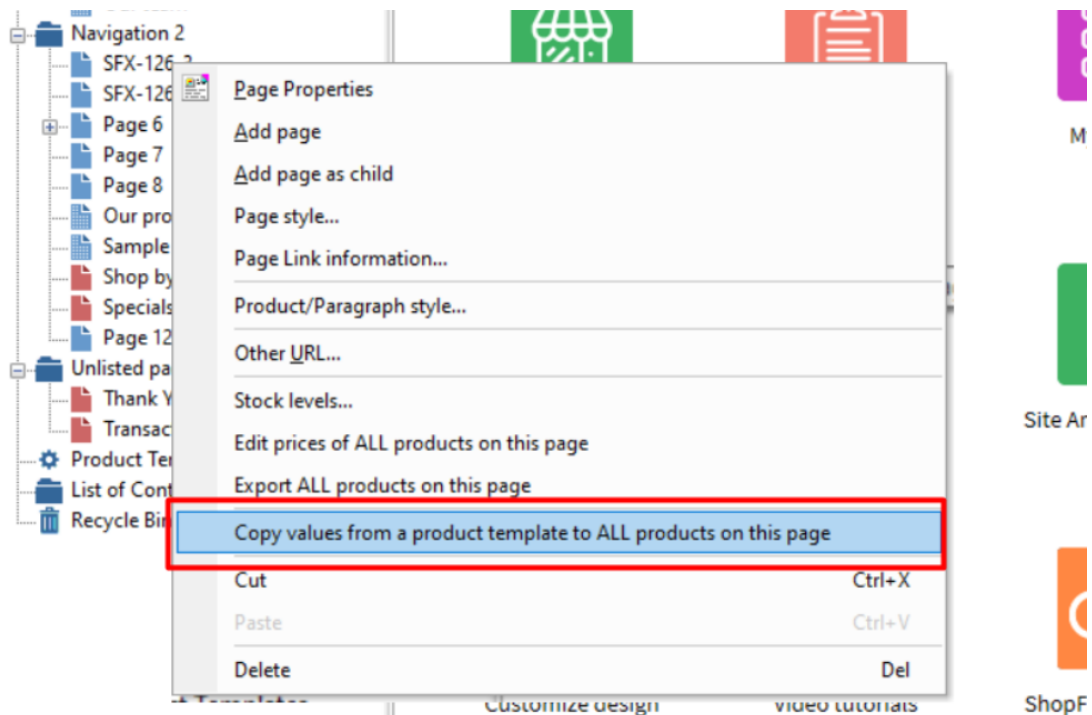 Navigation 2
SFX-126
SFX-126
Page 6
Page 7
Page 8
Our pro
Sample
Shop by
Specials
Page 12
Unlisted pa
Thank Y
Transac
Product Te
List of Cont
Recycle Bin
Page Properties
Add page
Add page as child
Page style...
Page Link information...
Product/Paragraph style...
Other URL...
Stock levels...
Edit prices of ALL products on this page
Export ALL products on this page
Copy values from a product template to ALL products on this page
Cut Ctrl+X
Paste Ctrl+V
Delete Del
Customize design
Video tutorials
M
Site An
ShopF